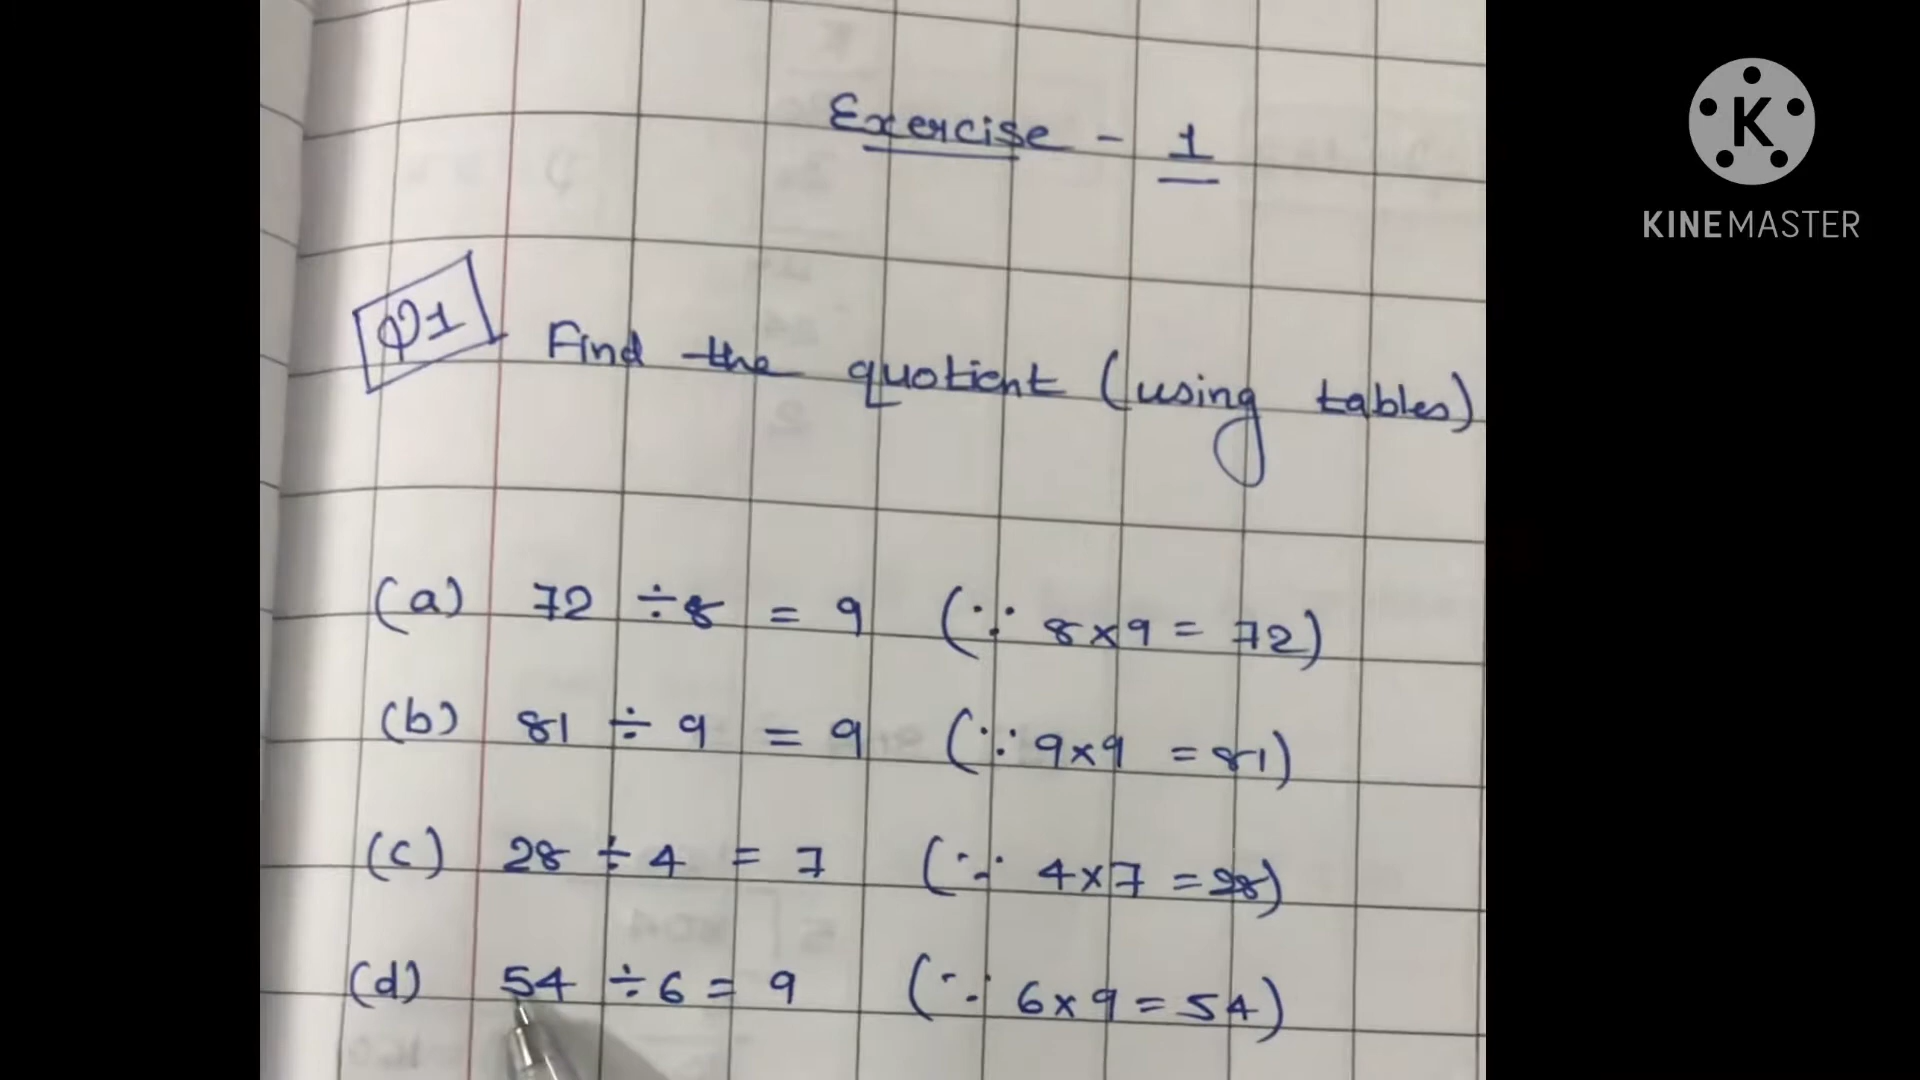 Exercise - 1
Q1 Find the quotient (using tables)
(a) 72 ÷ 8 = 9 (∵ 8×9 = 72)
(b) 81 ÷ 9 = 9 (∵ 9×9 = 81)
(c) 28 ÷ 4 = 7 (∵ 4×7 = 28)
(d) 54 ÷ 6 = 9 (∵ 6×9 = 54)
K
KINEMASTER